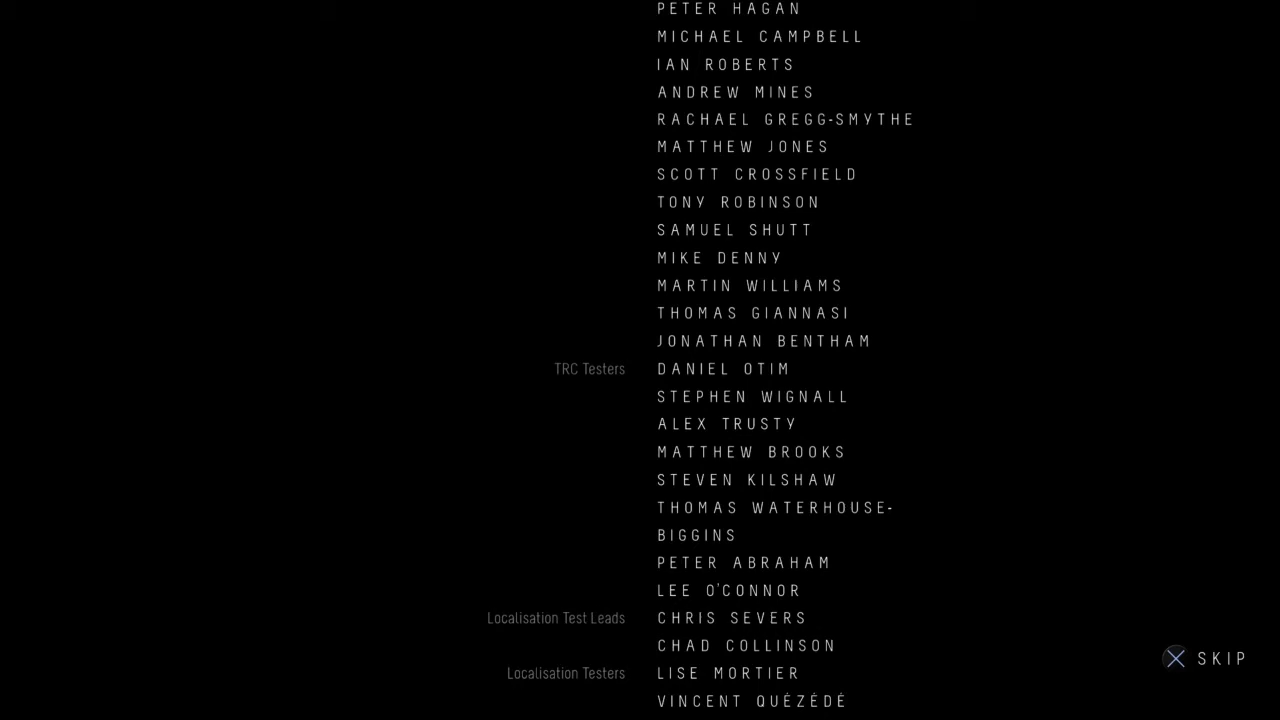 PETER HAGAN
MICHAEL CAMPBELL
IAN ROBERTS
ANDREW MINES
RACHAEL GREGG-SMYTHE
MATTHEW JONES
SCOTT CROSSFIELD
TONY ROBINSON
SAMUEL SHUTT
MIKE DENNY
MARTIN WILLIAMS
THOMAS GIANNASI
JONATHAN BENTHAM
TRC Testers DANIEL OTIM
STEPHEN WIGNALL
ALEX TRUSTY
MATTHEW BROOKS
STEVEN KILSHAW
THOMAS WATERHOUSE-
BIGGINS
PETER ABRAHAM
LEE O'CONNOR
Localisation Test Leads CHRIS SEVERS
CHAD COLLINSON
Localisation Testers LISE MORTIER
VINCENT QUÉZÉDÉ
SKIP